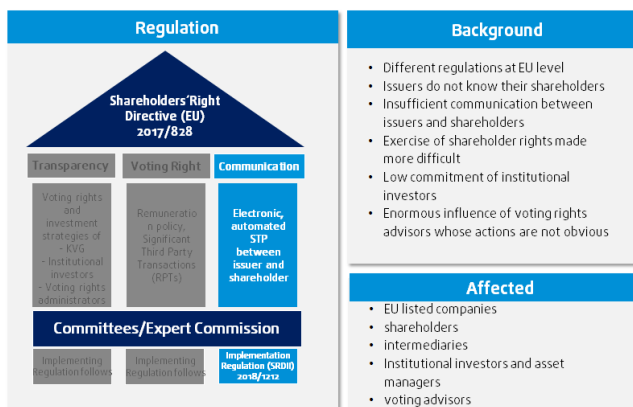 Regulation
Shareholders'Right
Directive (EU)
2017/828
Transparency
Voting Right
Communication
Voting rights
and
investment
strategies of
- KVG
- Institutional
investors
- Voting rights
administrators
Remuneratio
n policy,
Significant
Third Party
Transactions
(RPTs)
Electronic,
automated
STP
between
issuer and
shareholder
Committees/Expert Commission
Implementing
Regulation follows
Implementing
Regulation follows
Implementation
Regulation (SRDII)
2018/1212
Background
• Different regulations at EU level
• Issuers do not know their shareholders
• Insufficient communication between
issuers and shareholders
• Exercise of shareholder rights made
more difficult
• Low commitment of institutional
investors
• Enormous influence of voting rights
advisors whose actions are not obvious
Affected
• EU listed companies
• shareholders
• intermediaries
• Institutional investors and asset
managers
• voting advisors